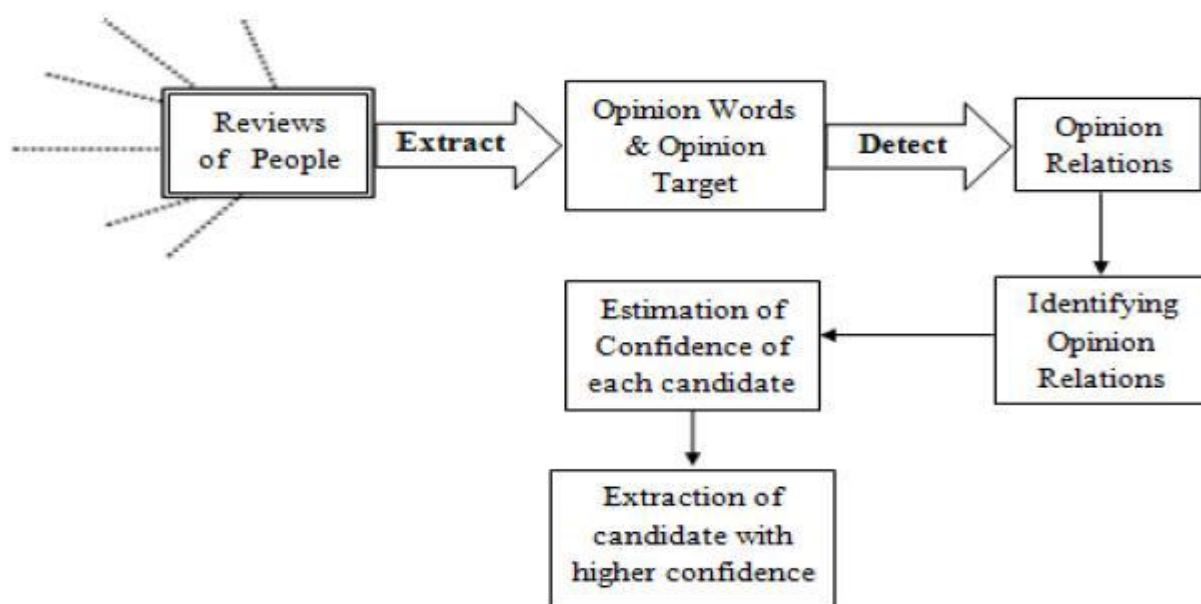 Reviews
of People
Extract
Opinion Words
& Opinion
Target
Detect
Opinion
Relations
Identifying
Opinion
Relations
Estimation of
Confidence of
each candidate
Extraction of
candidate with
higher confidence